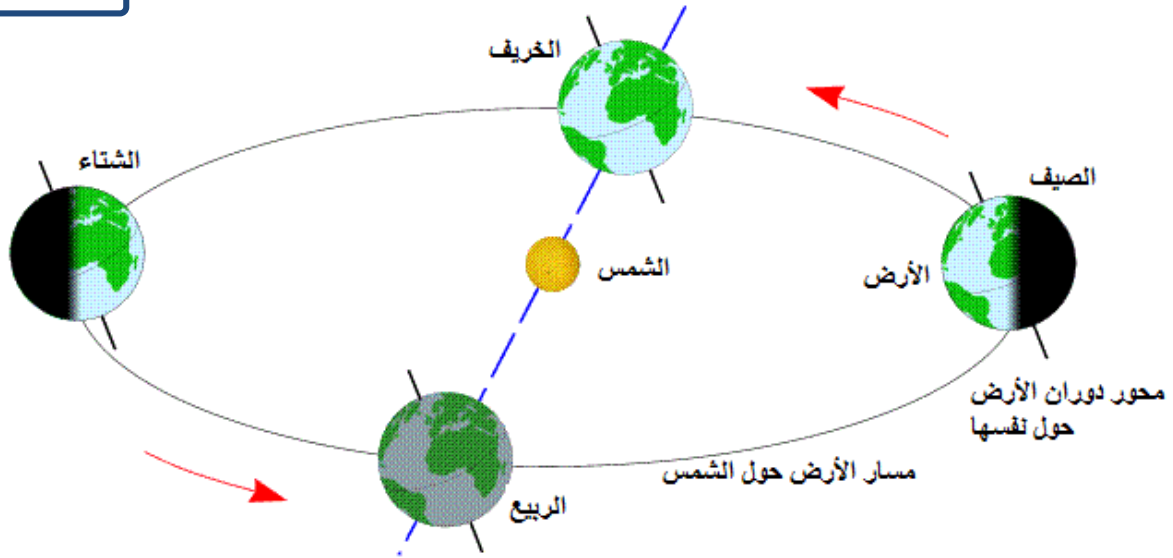 الخريف
الشتاء
الصيف
الشمس
الأرض
محور دوران الأرض
حول نفسها
مسار الأرض حول الشمس
الربيع